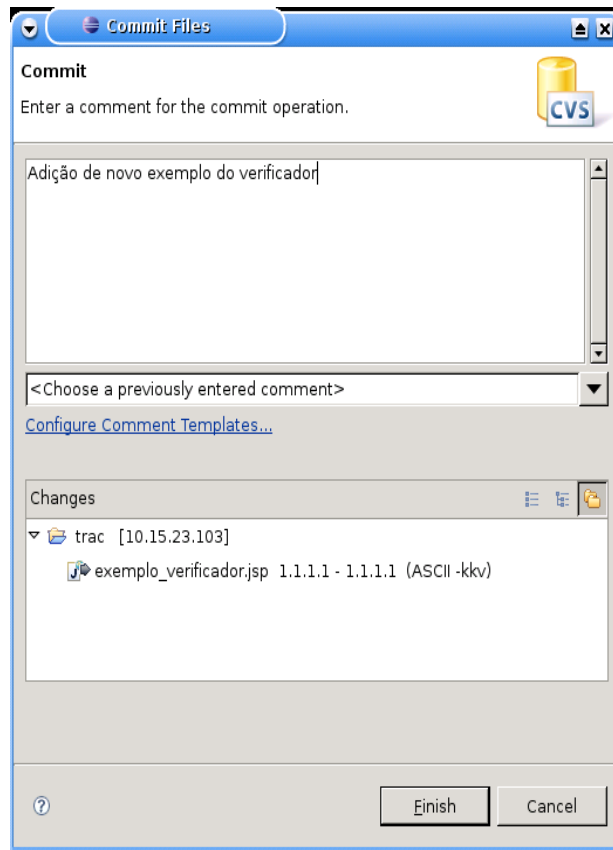 Commit Files
Commit
Enter a comment for the commit operation.
CVS
Adição de novo exemplo do verificador
<Choose a previously entered comment>
Configure Comment Templates...
Changes
trac [10.15.23.103]
exemplo_verificador.jsp 1.1.1.1 - 1.1.1.1 (ASCII -kkv)
Finish Cancel